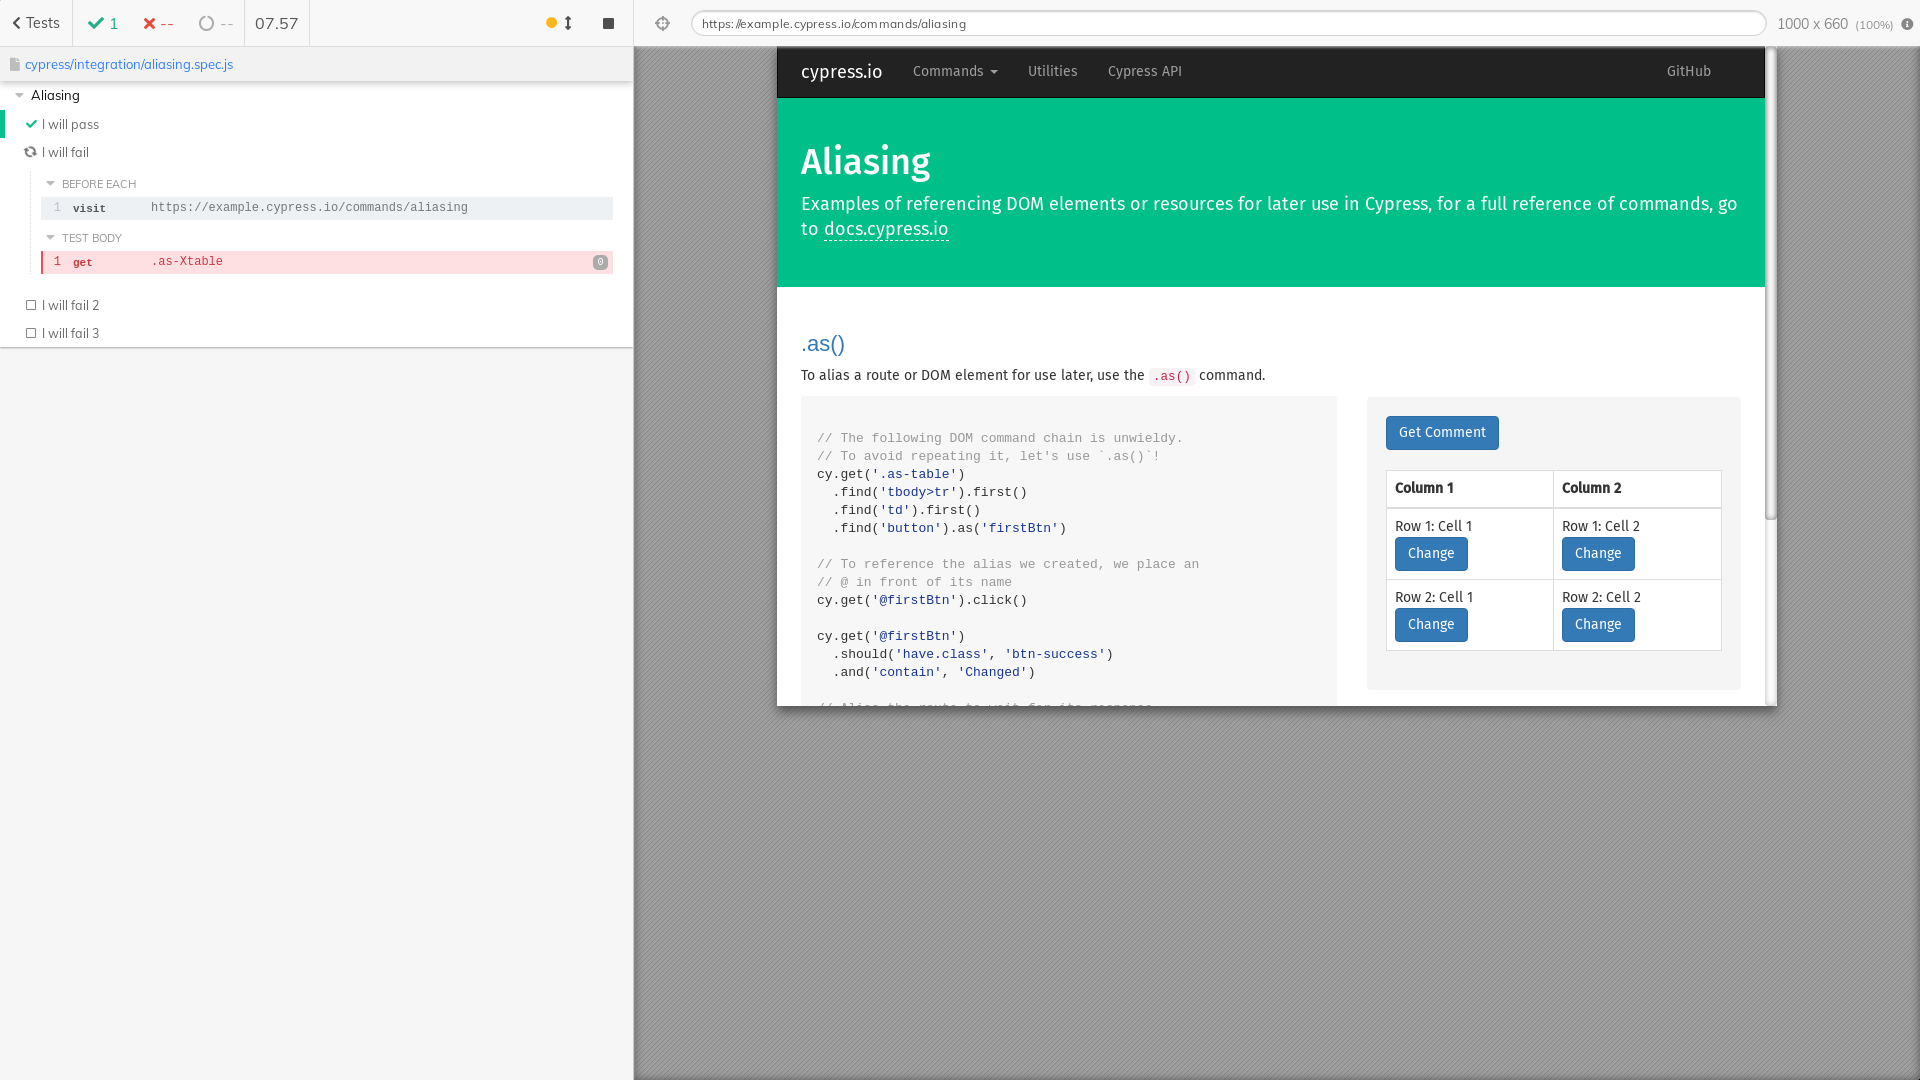 Tests
1
--
--
07.57
https://example.cypress.io/commands/aliasing
1000 x 660 (100%)
cypress/integration/aliasing.spec.js
Aliasing
I will pass
I will fail
BEFORE EACH
1 visit https://example.cypress.io/commands/aliasing
TEST BODY
1 get .as-Xtable 0
I will fail 2
I will fail 3
cypress.io Commands Utilities Cypress API GitHub
Aliasing
Examples of referencing DOM elements or resources for later use in Cypress, for a full reference of commands, go
to docs.cypress.io
.as()
To alias a route or DOM element for use later, use the .as() command.
// The following DOM command chain is unwieldy.
// To avoid repeating it, let's use `.as()`!
cy.get('.as-table')
.find('tbody>tr').first()
.find('td').first()
.find('button').as('firstBtn')
// To reference the alias we created, we place an
// @ in front of its name
cy.get('@firstBtn').click()
cy.get('@firstBtn')
.should('have.class', 'btn-success')
.and('contain', 'Changed')
// Alias the route to wait for its response
Get Comment
Column 1 Column 2
Row 1: Cell 1 Row 1: Cell 2
Change Change
Row 2: Cell 1 Row 2: Cell 2
Change Change